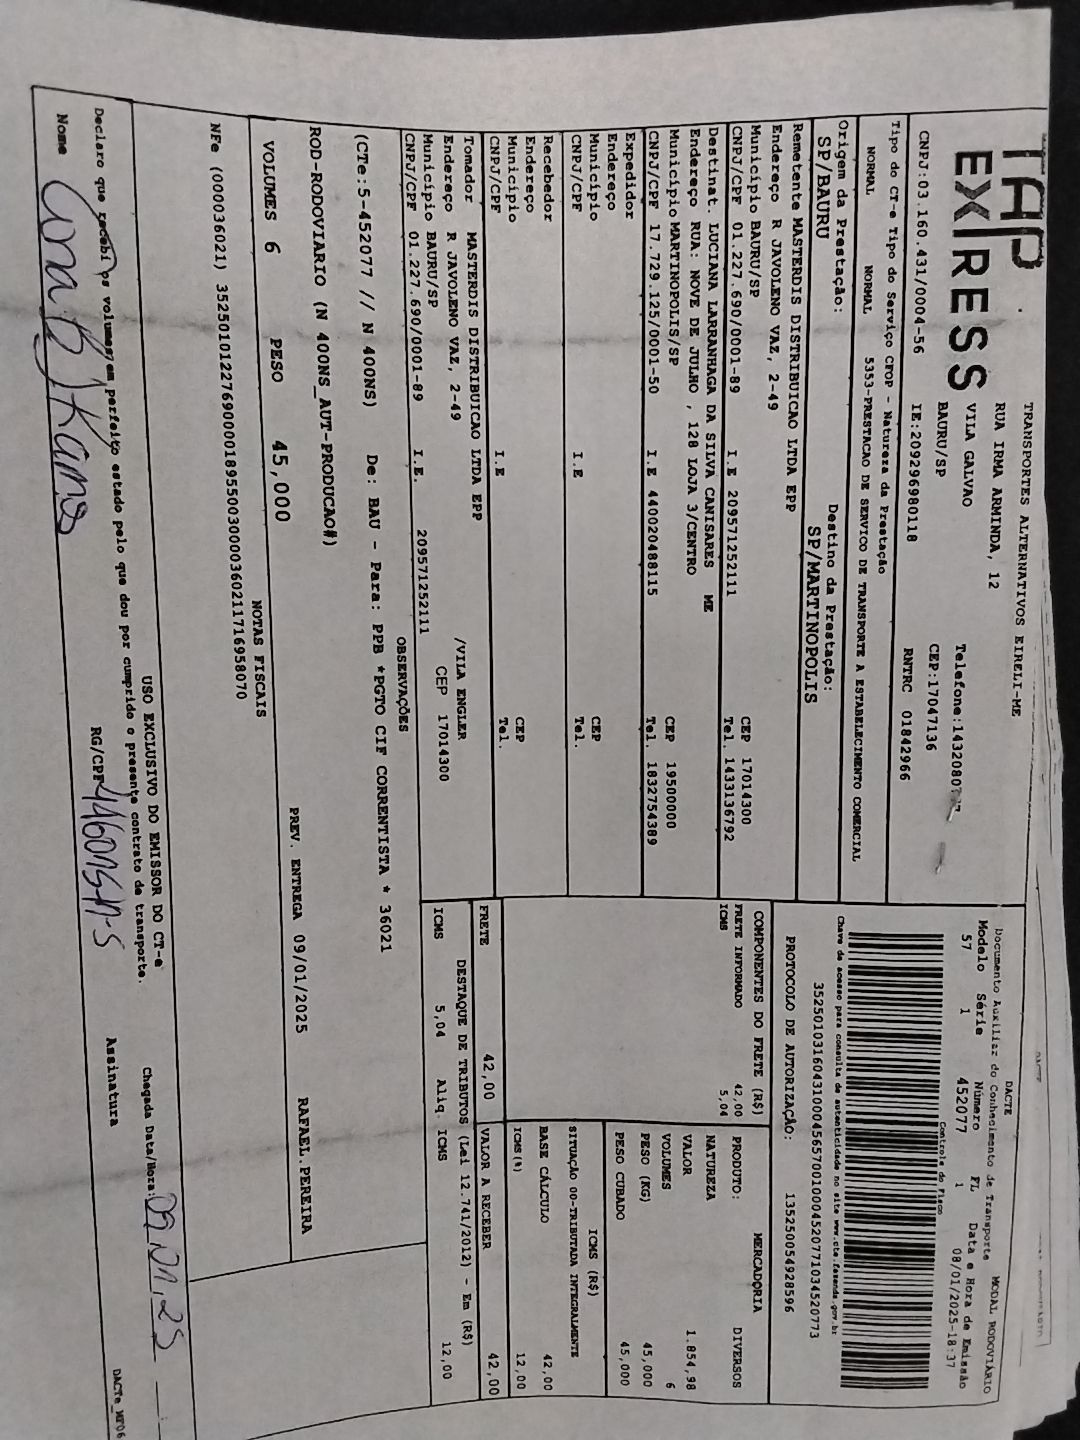 TAP
EXPRESS
TRANSPORTES ALTERNATIVOS EIRELI-ME
RUA IRMA ARMINDA, 12
VILA GALVAO
BAURU/SP
Telefone:1432080
CEP:17047136
CNPJ:03.160.431/0004-56 IE:209296980118 RNTRC 01842966
DACTE
Documento Auxiliar do Conhecimento de Transporte MODAL RODOVIÁRIO
Modelo Série Número FL Data e Hora de Emissão
57 1 452077 1 08/01/2025-18:37
Controle do Fisco
Chave de acesso para consulta de autenticidade no site www.cte.fazenda.gov.br
PROTOCOLO DE AUTORIZAÇÃO: 135250054928596
Tipo do CT-e Tipo do Serviço CFOP - Natureza da Prestação
NORMAL NORMAL 5353-PRESTACAO DE SERVICO DE TRANSPORTE A ESTABELECIMENTO COMERCIAL
Origem da Prestação: Destino da Prestação:
SP/BAURU SP/MARTINOPOLIS
Remetente MASTERDIS DISTRIBUICAO LTDA EPP
Endereço R JAVOLENO VAZ, 2-49
Município BAURU/SP CEP 17014300
CNPJ/CPF 01.227.690/0001-89 I.E 209571252111 Tel. 1433136792
Destinat. LUCIANA LARRANHAGA DA SILVA CANISARES ME
Endereço RUA: NOVE DE JULHO , 128 LOJA 3/CENTRO
Município MARTINOPOLIS/SP CEP 19500000
CNPJ/CPF 17.729.125/0001-50 I.E 440020488115 Tel. 1832754389
Expedidor
Endereço
Município CEP
CNPJ/CPF I.E Tel.
Recebedor
Endereço
Município CEP
CNPJ/CPF I.E Tel.
Tomador MASTERDIS DISTRIBUICAO LTDA EPP
Endereço R JAVOLENO VAZ, 2-49 /VILA ENGLER
Município BAURU/SP CEP 17014300
CNPJ/CPF 01.227.690/0001-89 I.E. 209571252111
COMPONENTES DO FRETE (R$)
FRETE INFORMADO 42,00
ICMS 5,04
PRODUTO: MERCADORIA
NATUREZA DIVERSOS
VALOR 1.854,98
VOLUMES 6
PESO (KG) 45,000
PESO CUBADO 45,000
ICMS (R$)
SITUAÇÃO 00-TRIBUTADA INTEGRALMENTE
BASE CÁLCULO 42,00
ICMS(%) 12,00
FRETE 42,00 VALOR A RECEBER 42,00
DESTAQUE DE TRIBUTOS (Lei 12.741/2012) - Em (R$)
ICMS 5,04 Aliq. ICMS 12,00
OBSERVAÇÕES
(CTe:5-452077 // N 400NS) De: BAU - Para: PPB *PGTO CIF CORRENTISTA * 36021
ROD-RODOVIARIO (N 400NS_AUT-PRODUCAO#)
VOLUMES 6 PESO 45,000 PREV. ENTREGA 09/01/2025 RAFAEL.PEREIRA
NOTAS FISCAIS
NFe (000036021)
USO EXCLUSIVO DO EMISSOR DO CT-e
Declaro que recebi os volumes em perfeito estado pelo que dou por cumprido o presente contrato de transporte. Chegada Data/Hora: 09.01.25
Nome RG/CPF Assinatura
DACTe_MT06